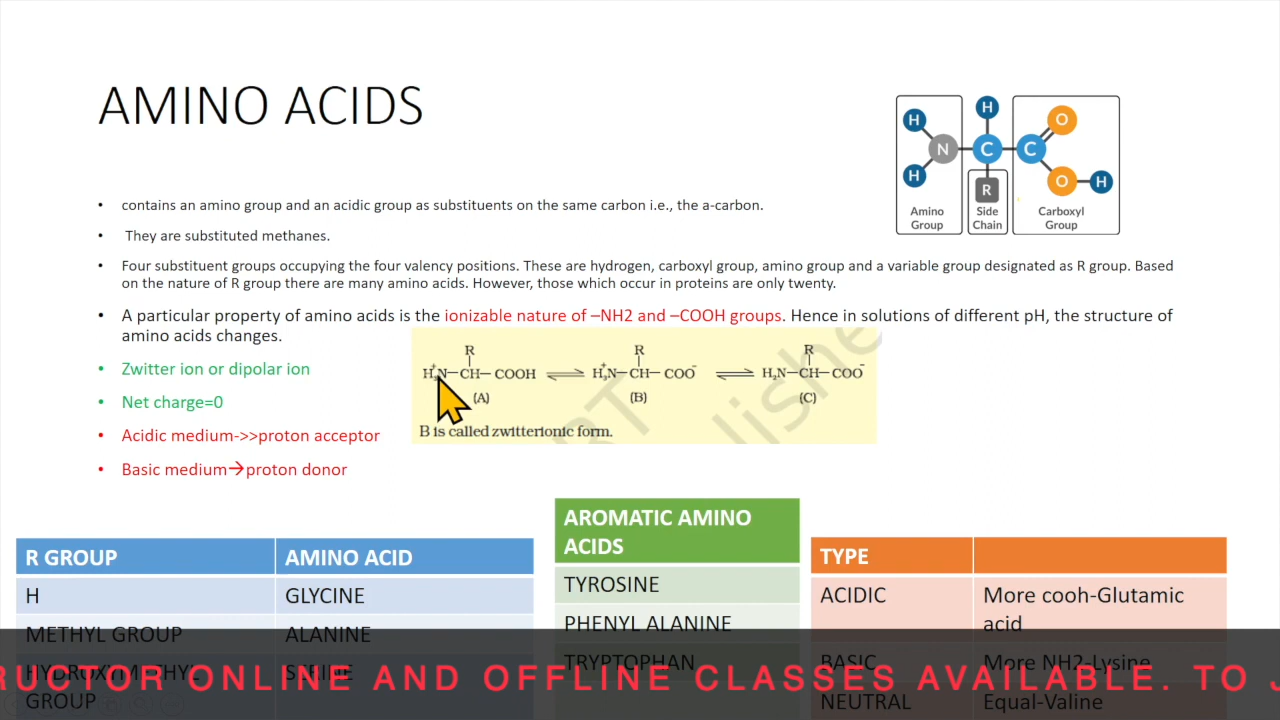 AMINO ACIDS
H
H
N
H
C
C
O
O
H
R
Amino
Group
Side
Chain
Carboxyl
Group
• contains an amino group and an acidic group as substituents on the same carbon i.e., the a-carbon.
• They are substituted methanes.
• Four substituent groups occupying the four valency positions. These are hydrogen, carboxyl group, amino group and a variable group designated as R group. Based
on the nature of R group there are many amino acids. However, those which occur in proteins are only twenty.
• A particular property of amino acids is the ionizable nature of –NH2 and –COOH groups. Hence in solutions of different pH, the structure of
amino acids changes.
• Zwitter ion or dipolar ion
• Net charge=0
• Acidic medium->>proton acceptor
• Basic medium→proton donor
R R R
H₃N⁺—CH—COOH ⇌ H₃N⁺—CH—COO⁻ ⇌ H₂N—CH—COO⁻
(A) (B) (C)
B is called zwitterionic form.
R GROUP AMINO ACID
H GLYCINE
METHYL GROUP ALANINE
HYDROXYMETHYL SERINE
GROUP
AROMATIC AMINO
ACIDS
TYROSINE
PHENYL ALANINE
TRYPTOPHAN
TYPE
ACIDIC More cooh-Glutamic
acid
BASIC More NH2-Lysine
NEUTRAL Equal-Valine
RUCTOR ONLINE AND OFFLINE CLASSES AVAILABLE. TO J